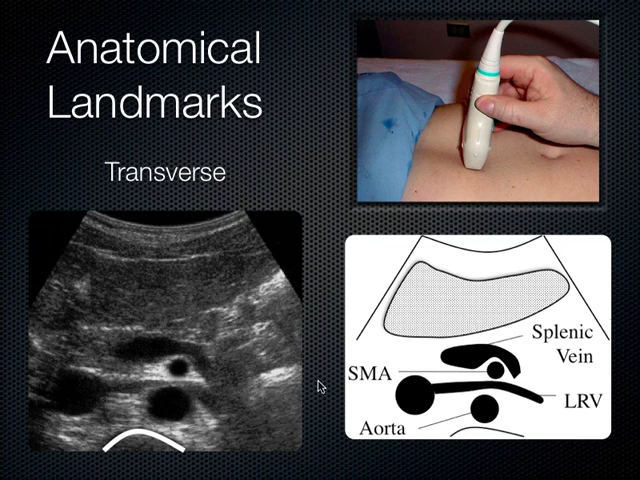 Anatomical
Landmarks
Transverse
Splenic
Vein
SMA
LRV
Aorta